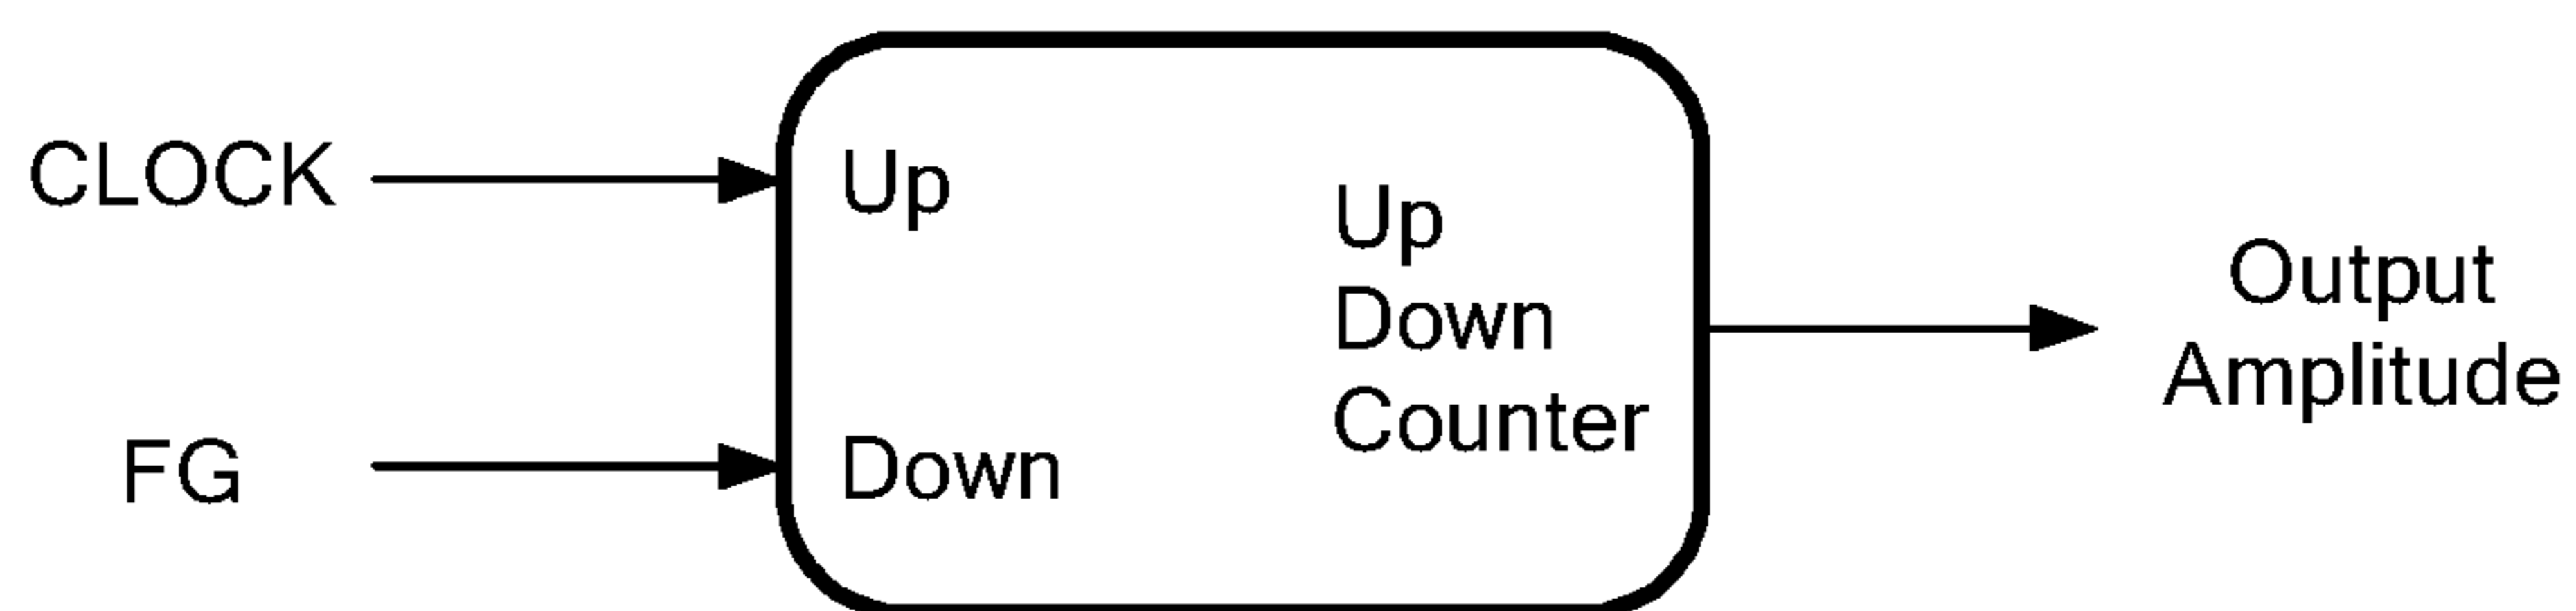 CLOCK
Up
FG
Down
Up
Down
Counter
Output
Amplitude